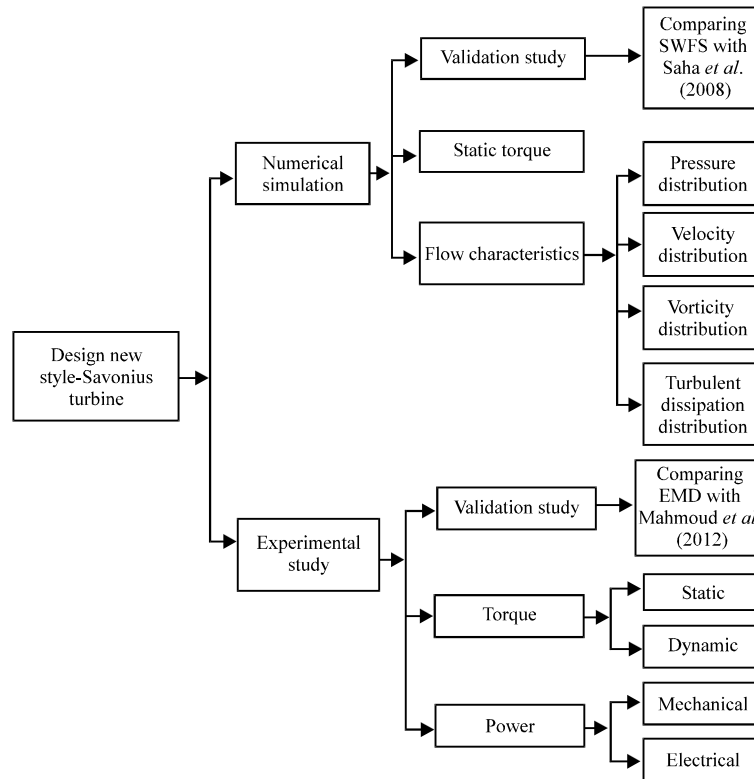 Design new
style-Savonius
turbine
Numerical
simulation
Validation study
Comparing
SWFS with
Saha et al.
(2008)
Static torque
Flow characteristics
Pressure
distribution
Velocity
distribution
Vorticity
distribution
Turbulent
dissipation
distribution
Experimental
study
Validation study
Comparing
EMD with
Mahmoud et al
(2012)
Torque
Static
Dynamic
Power
Mechanical
Electrical